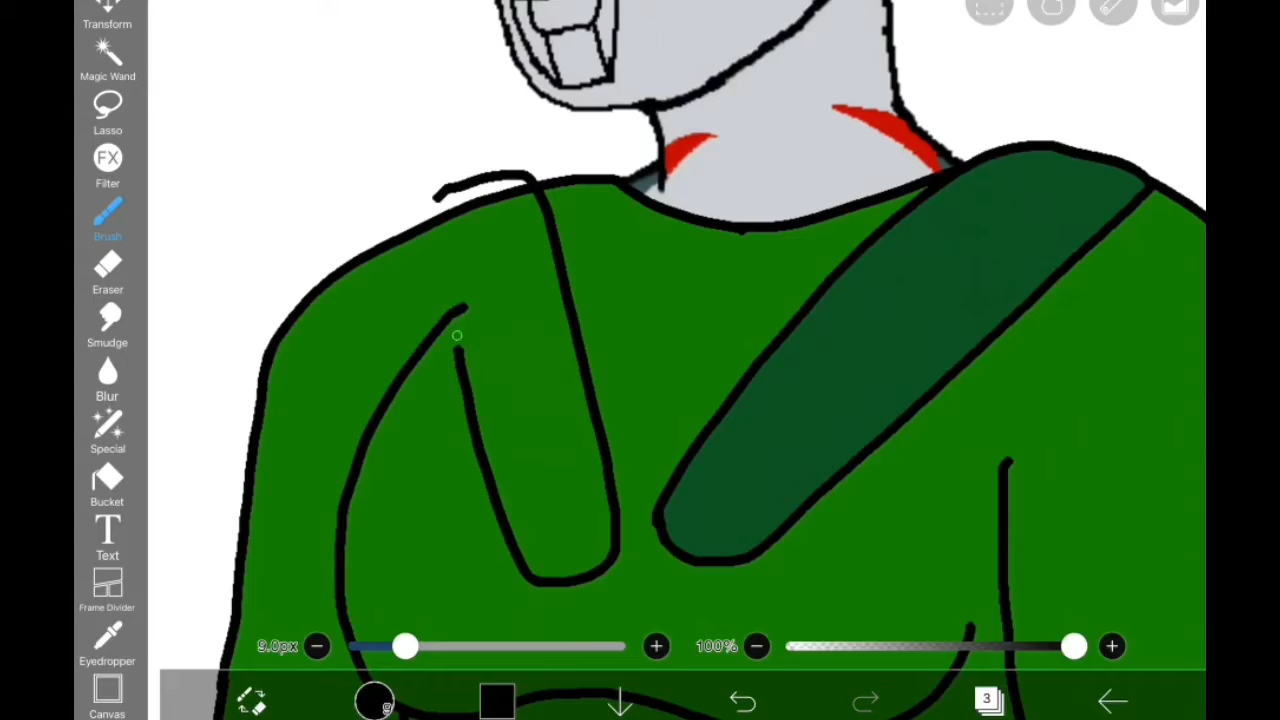 Transform
Magic Wand
Lasso
FX
Filter
Brush
Eraser
Smudge
Blur
Special
Bucket
T
Text
Frame Divider
Eyedropper
Canvas
9.0px
100%
9
3